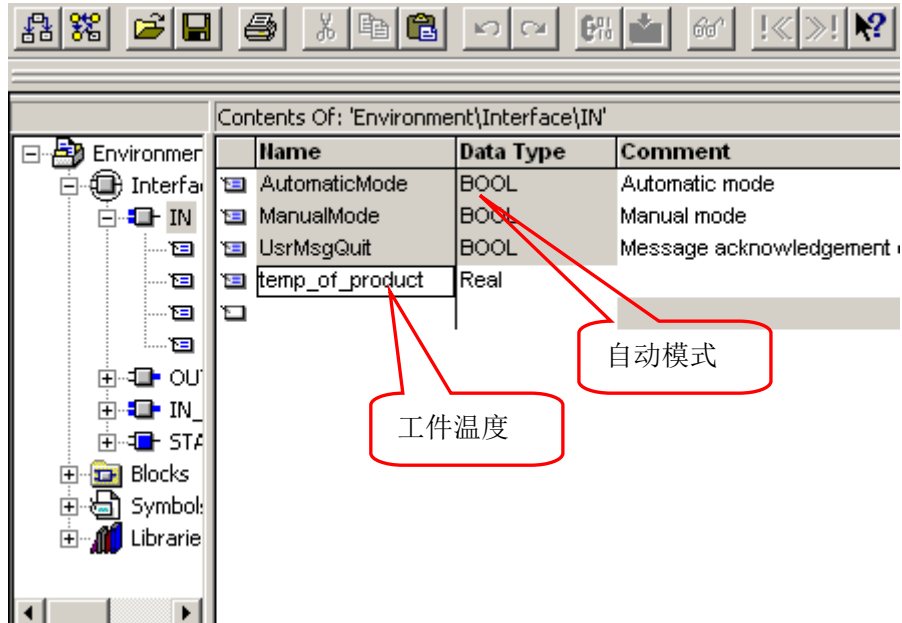 Contents Of: 'Environment\Interface\IN'
Name Data Type Comment
AutomaticMode BOOL Automatic mode
ManualMode BOOL Manual mode
UsrMsgQuit BOOL Message acknowledgement
temp_of_product Real
Environmer
Interfa
IN
OU
IN_
STA
Blocks
Symbol
Librarie
自动模式
工件温度